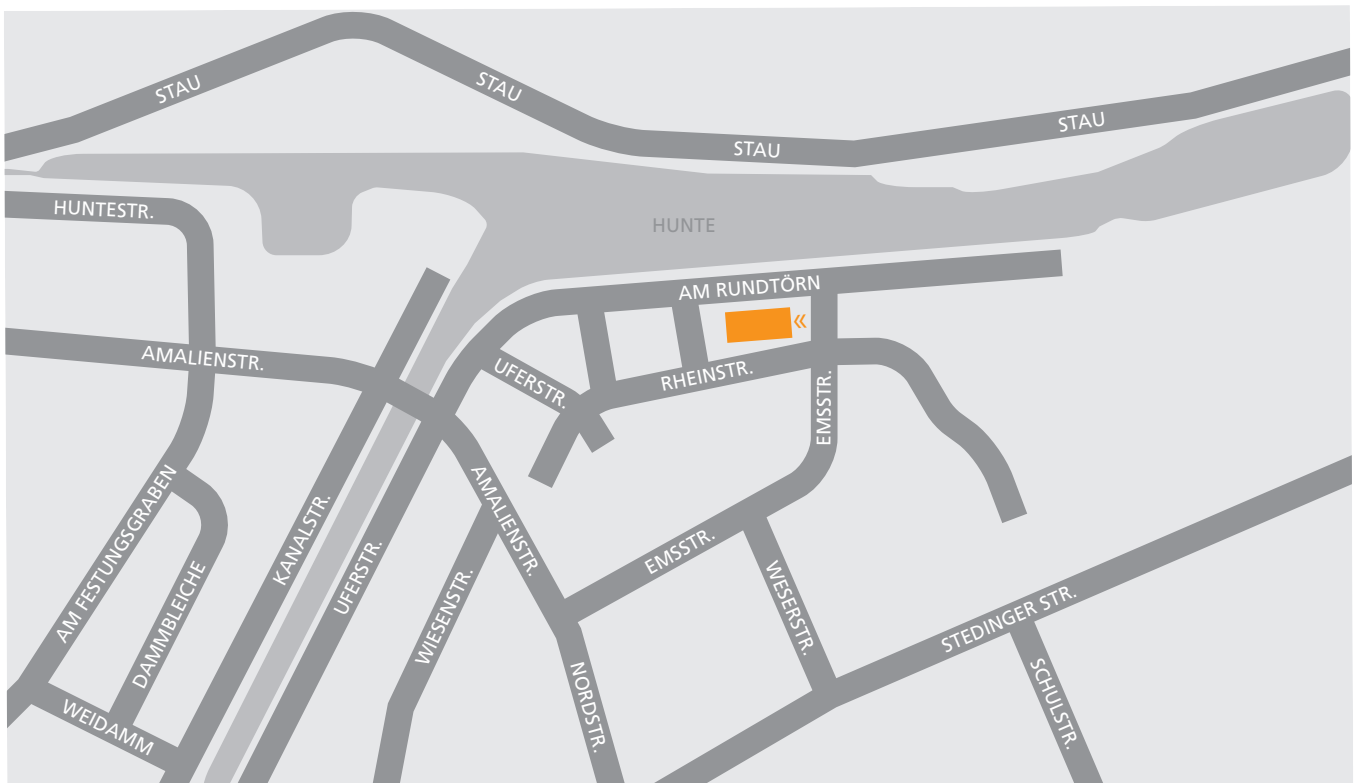 STAU
STAU
STAU
STAU
HUNTESTR.
HUNTE
AM RUNDTÖRN
«
AMALIENSTR.
UFERSTR.
RHEINSTR.
EMSSTR.
AM FESTUNGSGRABEN
DAMMBLEICHE
KANALSTR.
UFERSTR.
AMALIENSTR.
WIESENSTR.
EMSSTR.
WESERSTR.
STEDINGER STR.
WEIDAMM
NORDSTR.
SCHULSTR.